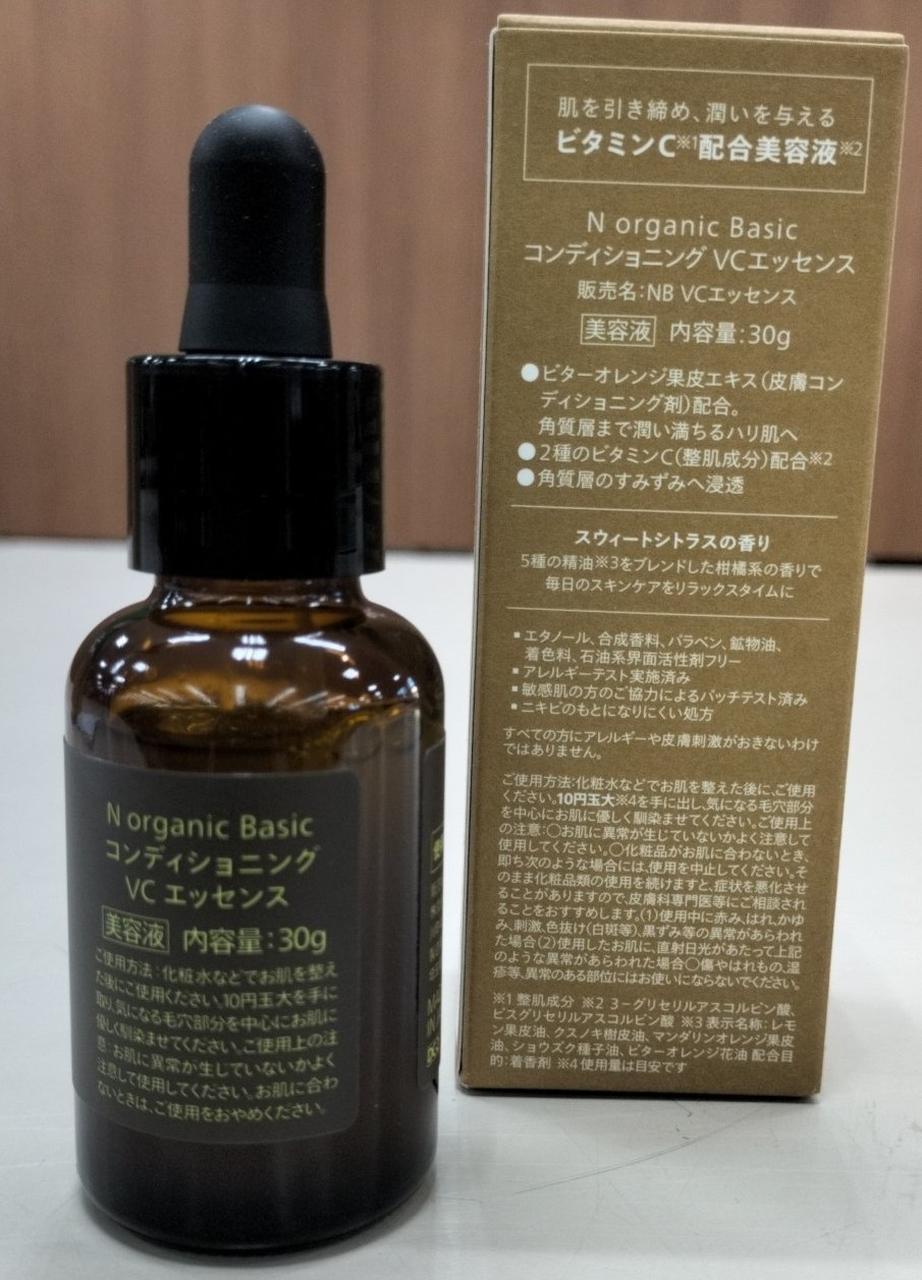 N organic Basic
コンディショニング
VC エッセンス
美容液 内容量:30g
ご使用方法:化粧水などでお肌を整え
た後にご使用ください。10円玉大を手に
取り、気になる毛穴部分を中心にお肌に
優しく馴染ませてください。ご使用上の注
意:お肌に異常が生じていないかよく
注意して使用してください。お肌に合わ
ないときは、ご使用をおやめください。
肌を引き締め、潤いを与える
ビタミンC※1配合美容液※2
N organic Basic
コンディショニング VCエッセンス
販売名:NB VCエッセンス
美容液 内容量:30g
●ビターオレンジ果皮エキス(皮膚コン
ディショニング剤)配合。
角質層まで潤い満ちるハリ肌へ
●2種のビタミンC(整肌成分)配合※2
●角質層のすみずみへ浸透
スウィートシトラスの香り
5種の精油※3をブレンドした柑橘系の香りで
毎日のスキンケアをリラックスタイムに
▪エタノール、合成香料、パラベン、鉱物油、
着色料、石油系界面活性剤フリー
▪アレルギーテスト実施済み
▪敏感肌の方のご協力によるパッチテスト済み
▪ニキビのもとになりにくい処方
すべての方にアレルギーや皮膚刺激がおきないわけ
ではありません。
ご使用方法:化粧水などでお肌を整えた後に、ご使用
ください。10円玉大※4を手に出し、気になる毛穴部分
を中心にお肌に優しく馴染ませてください。ご使用上
の注意:○お肌に異常が生じていないかよく注意して
使用してください。○化粧品がお肌に合わないとき、
即ち次のような場合には、使用を中止してください。そ
のまま化粧品類の使用を続けますと、症状を悪化させ
ることがありますので、皮膚科専門医等にご相談され
ることをおすすめします。(1)使用中に赤み、はれ、かゆ
み、刺激、色抜け(白斑等)、黒ずみ等の異常があらわれ
た場合(2)使用したお肌に、直射日光があたって上記
のような異常があらわれた場合○傷やはれもの、湿
疹等、異常のある部位にはお使いにならないでください。
※1 整肌成分 ※2 3-グリセリルアスコルビン酸、
ビスグリセリルアスコルビン酸 ※3 表示名称:レモ
ン果皮油、クスノキ樹皮油、マンダリンオレンジ果皮
油、ショウズク種子油、ビターオレンジ花油 配合目
的:着香剤 ※4 使用量は目安です